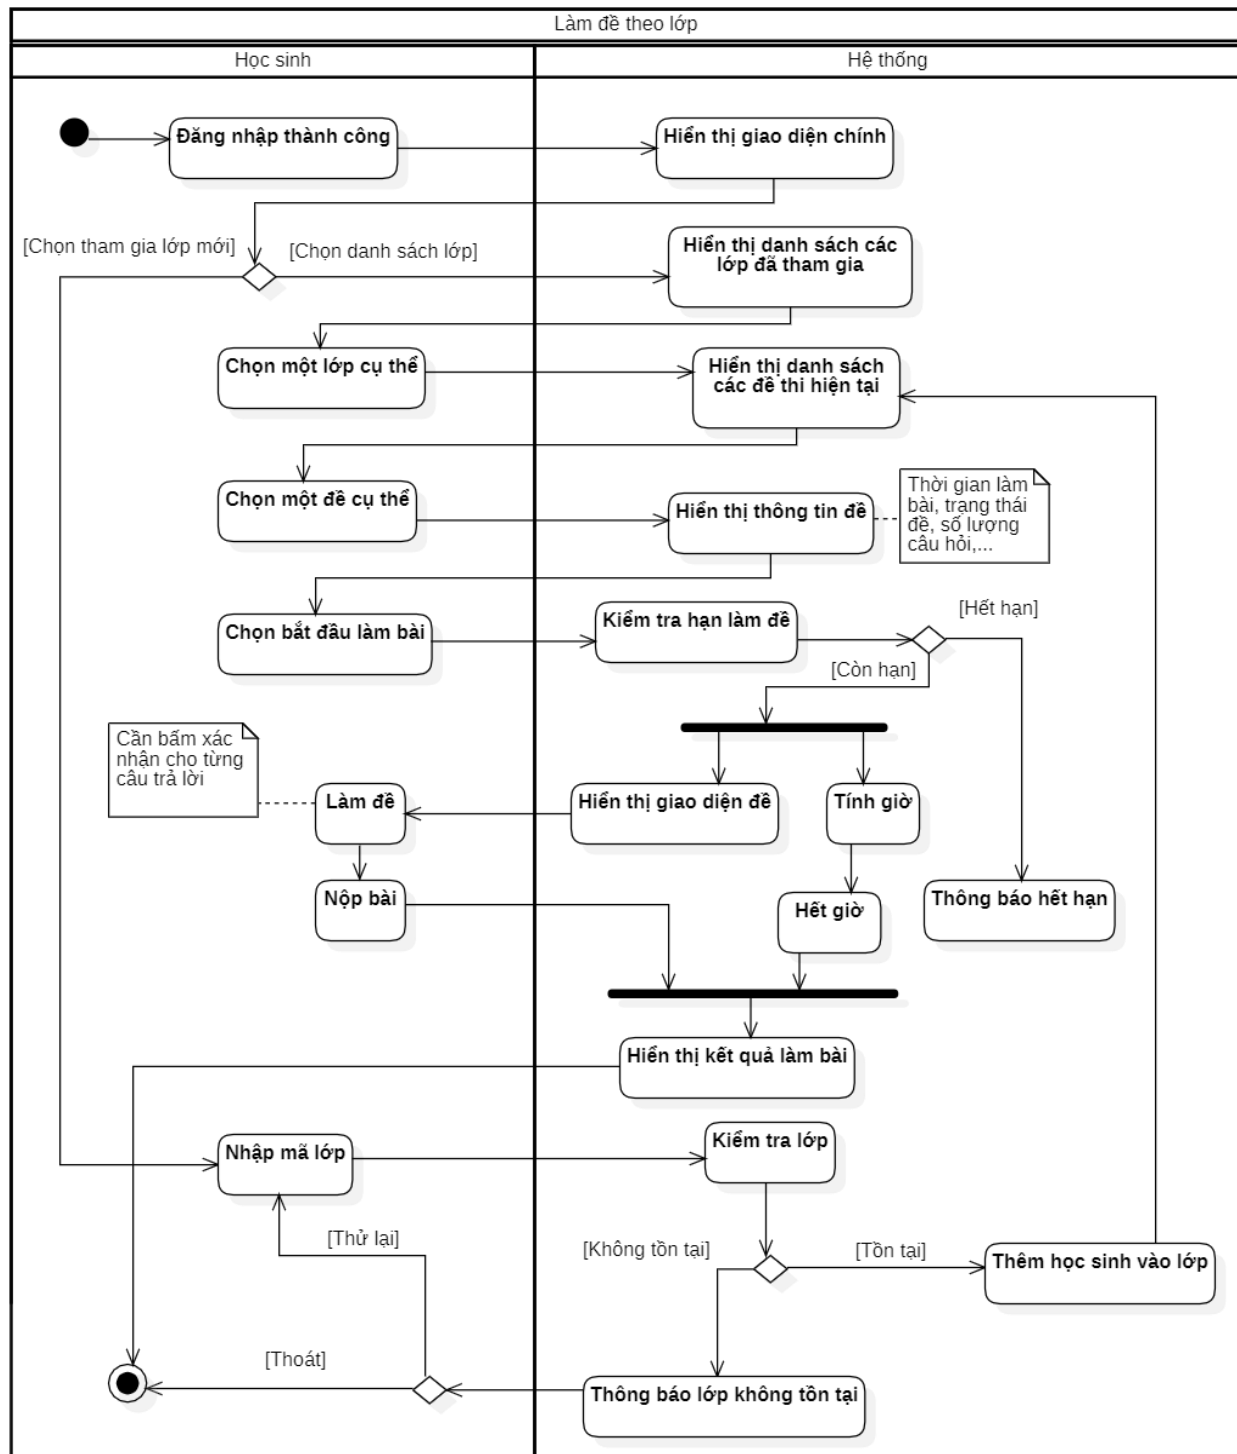 Làm đề theo lớp
Học sinh
Hệ thống
Đăng nhập thành công
Hiển thị giao diện chính
[Chọn tham gia lớp mới]
[Chọn danh sách lớp]
Hiển thị danh sách các
lớp đã tham gia
Chọn một lớp cụ thể
Hiển thị danh sách
các đề thi hiện tại
Chọn một đề cụ thể
Hiển thị thông tin đề
Thời gian làm
bài, trạng thái
đề, số lượng
câu hỏi,...
Chọn bắt đầu làm bài
Kiểm tra hạn làm đề
[Hết hạn]
[Còn hạn]
Cần bấm xác
nhận cho từng
câu trả lời
Làm đề
Hiển thị giao diện đề
Tính giờ
Nộp bài
Hết giờ
Thông báo hết hạn
Hiển thị kết quả làm bài
Nhập mã lớp
Kiểm tra lớp
[Thử lại]
[Không tồn tại]
[Tồn tại]
Thêm học sinh vào lớp
[Thoát]
Thông báo lớp không tồn tại